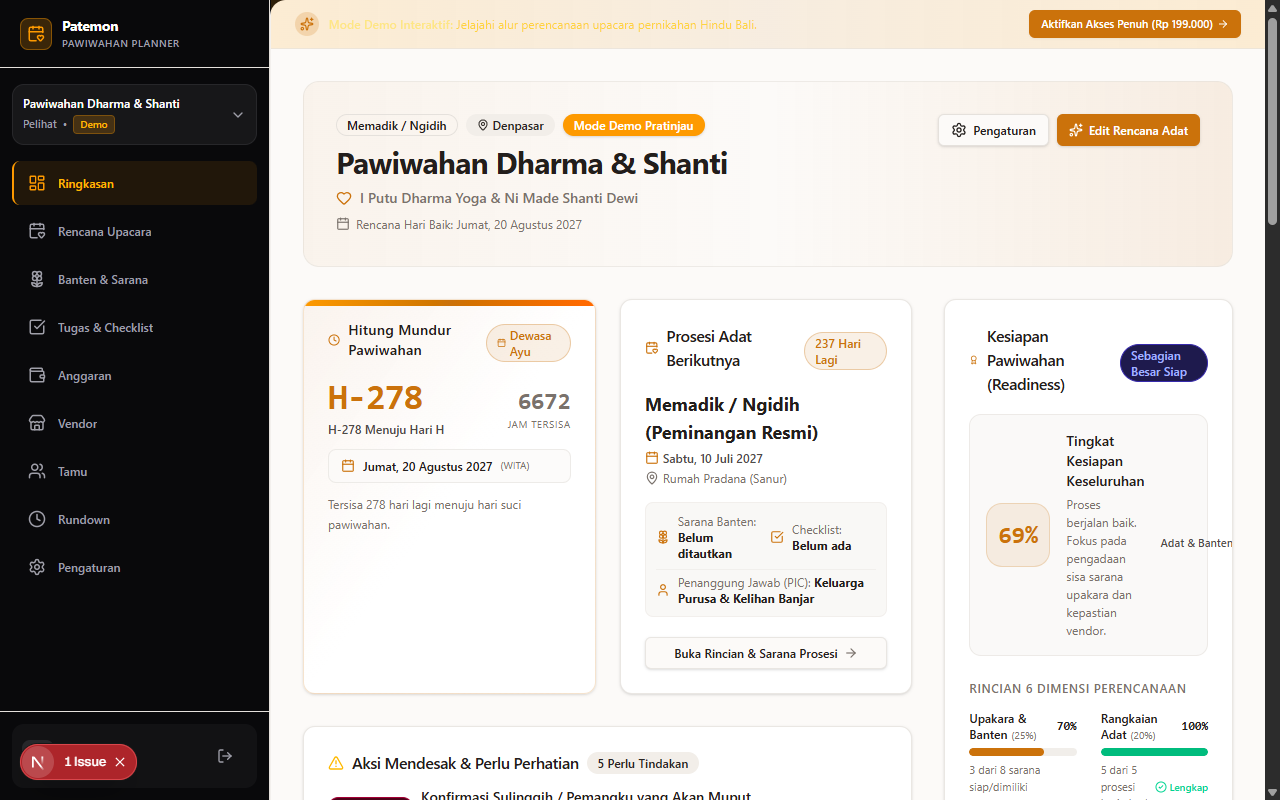 Patemon
PAWIWAHAN PLANNER
Pawiwahan Dharma & Shanti
Pelihat • Demo
Ringkasan
Rencana Upacara
Banten & Sarana
Tugas & Checklist
Anggaran
Vendor
Tamu
Rundown
Pengaturan
N 1 Issue
Mode Demo Interaktif: Jelajahi alur perencanaan upacara pernikahan Hindu Bali.
Aktifkan Akses Penuh (Rp 199.000) →
Memadik / Ngidih
Denpasar
Mode Demo Pratinjau
Pengaturan
Edit Rencana Adat
Pawiwahan Dharma & Shanti
I Putu Dharma Yoga & Ni Made Shanti Dewi
Rencana Hari Baik: Jumat, 20 Agustus 2027
Hitung Mundur
Pawiwahan
Dewasa
Ayu
H-278
H-278 Menuju Hari H
6672
JAM TERSISA
Jumat, 20 Agustus 2027 (WITA)
Tersisa 278 hari lagi menuju hari suci
pawiwahan.
Prosesi Adat
Berikutnya
237 Hari
Lagi
Memadik / Ngidih
(Peminangan Resmi)
Sabtu, 10 Juli 2027
Rumah Pradana (Sanur)
Sarana Banten:
Belum
ditautkan
Checklist:
Belum ada
Penanggung Jawab (PIC): Keluarga
Purusa & Kelihan Banjar
Buka Rincian & Sarana Prosesi →
Kesiapan
Pawiwahan
(Readiness)
Sebagian
Besar Siap
69%
Tingkat
Kesiapan
Keseluruhan
Proses
berjalan baik.
Fokus pada
pengadaan
sisa sarana
upakara dan
kepastian
vendor.
Adat & Banten
RINCIAN 6 DIMENSI PERENCANAAN
Upakara &
Banten (25%)
70%
3 dari 8 sarana
siap/dimiliki
Rangkaian
Adat (20%)
100%
5 dari 5
prosesi
Lengkap
Aksi Mendesak & Perlu Perhatian
5 Perlu Tindakan
Konfirmasi Sulinggih / Pemangku yang Akan Muput